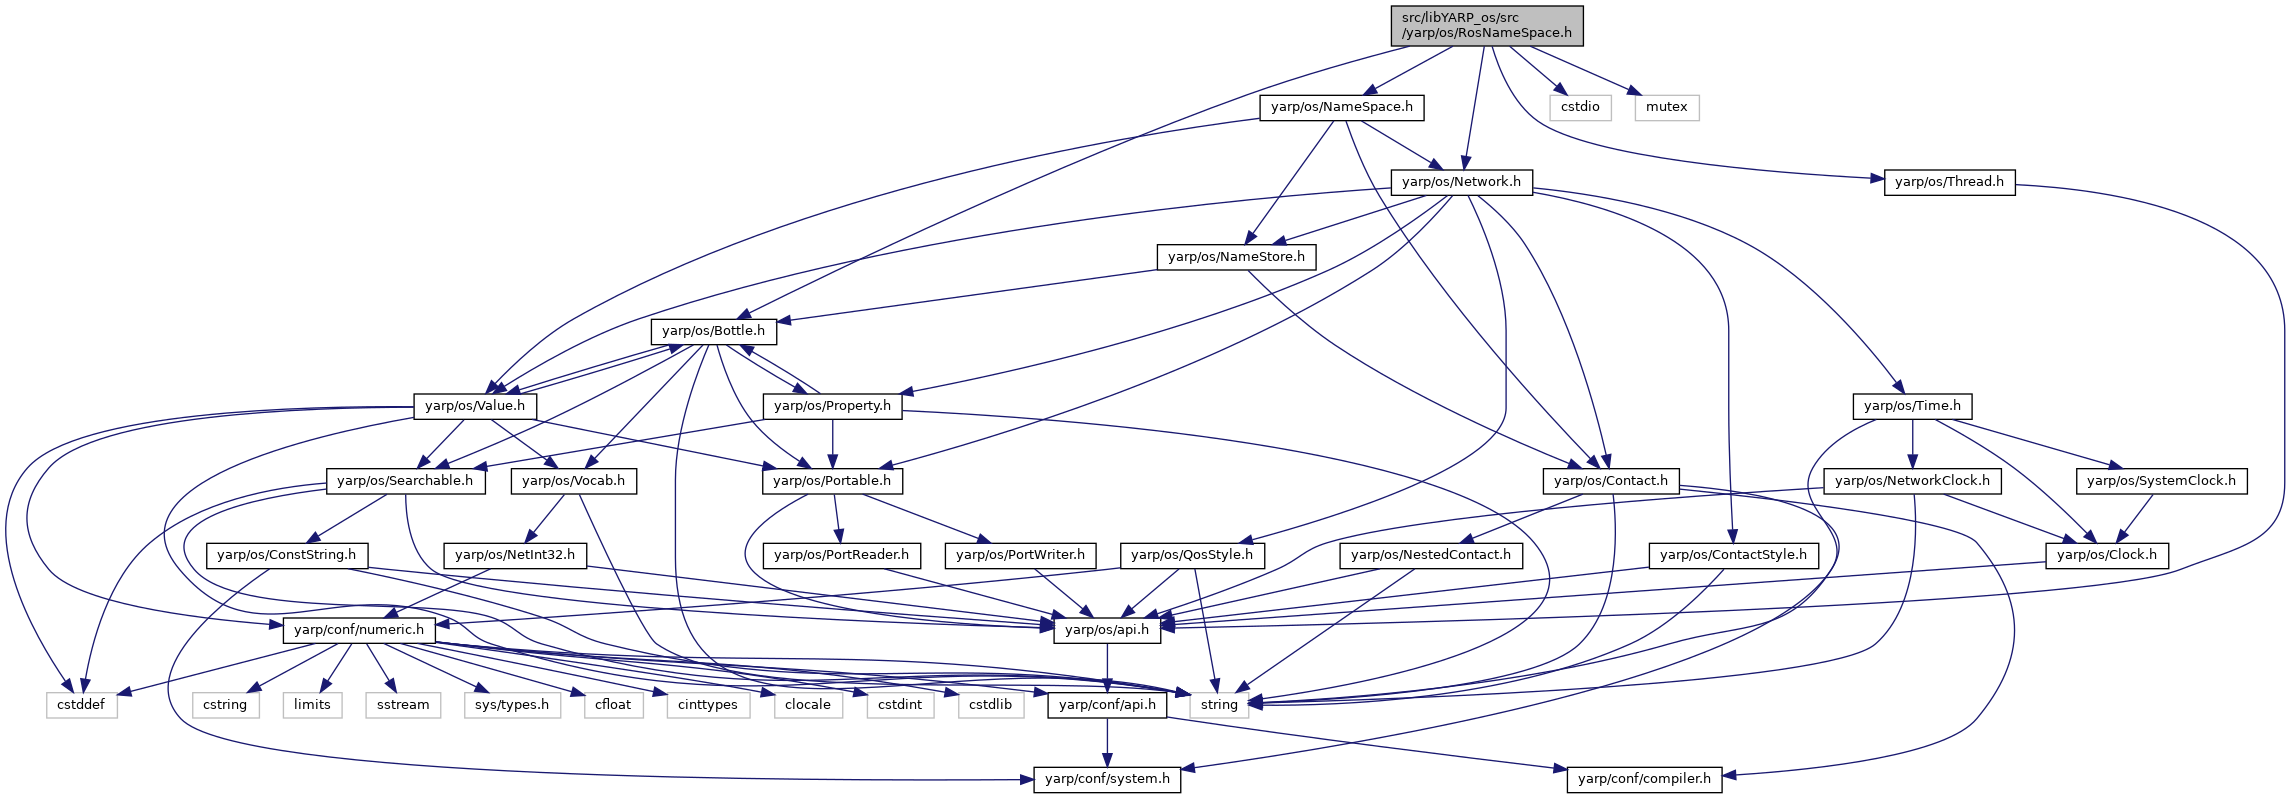 src/libYARP_os/src
/yarp/os/RosNameSpace.h
yarp/os/NameSpace.h
cstdio
mutex
yarp/os/Network.h
yarp/os/Thread.h
yarp/os/NameStore.h
yarp/os/Bottle.h
yarp/os/Value.h
yarp/os/Property.h
yarp/os/Time.h
yarp/os/Searchable.h
yarp/os/Vocab.h
yarp/os/Portable.h
yarp/os/Contact.h
yarp/os/NetworkClock.h
yarp/os/SystemClock.h
yarp/os/ConstString.h
yarp/os/NetInt32.h
yarp/os/PortReader.h
yarp/os/PortWriter.h
yarp/os/QosStyle.h
yarp/os/NestedContact.h
yarp/os/ContactStyle.h
yarp/os/Clock.h
yarp/conf/numeric.h
yarp/os/api.h
cstddef
cstring
limits
sstream
sys/types.h
cfloat
cinttypes
clocale
cstdint
cstdlib
yarp/conf/api.h
string
yarp/conf/system.h
yarp/conf/compiler.h